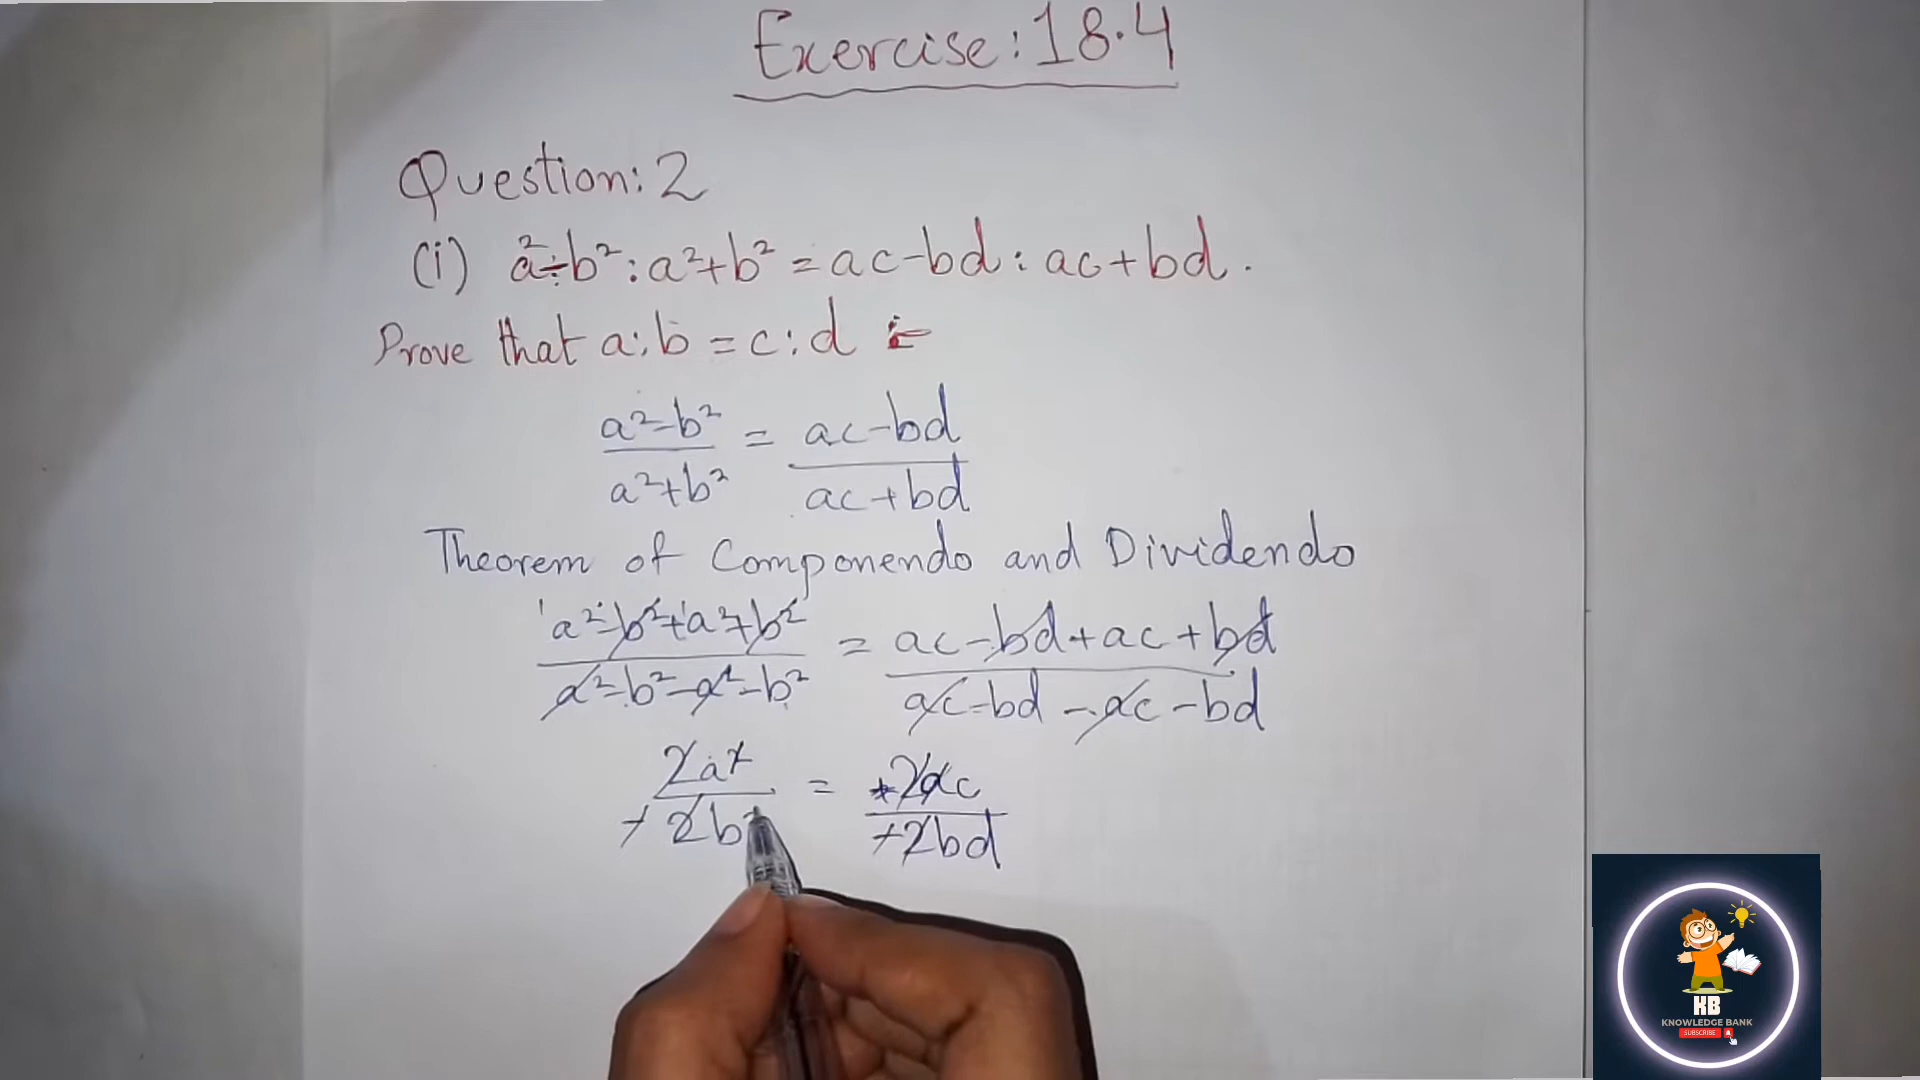 Exercise: 18.4
Question: 2
(i) a²÷b² : a²+b² = ac-bd : ac+bd.
Prove that a:b = c:d :-
a²-b² / a²+b² = ac-bd / ac+bd
Theorem of Componendo and Dividendo
a²-b²+a²+b² / a²-b²-a²-b² = ac-bd+ac+bd / ac-bd-ac-bd
2a² / -2b² = 2ac / -2bd
KB
KNOWLEDGE BANK
SUBSCRIBE